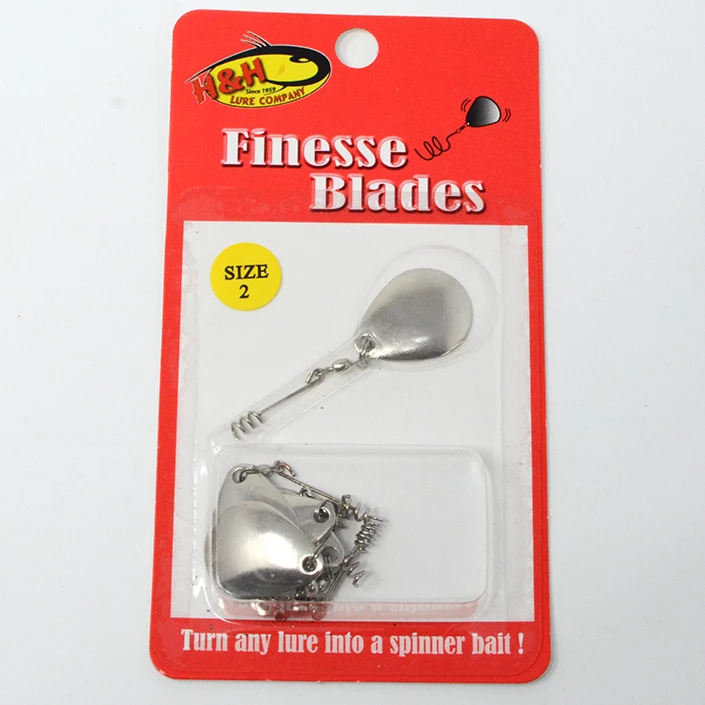 H&H
Since 1959
LURE COMPANY
Finesse
Blades
SIZE
2
Turn any lure into a spinner bait !